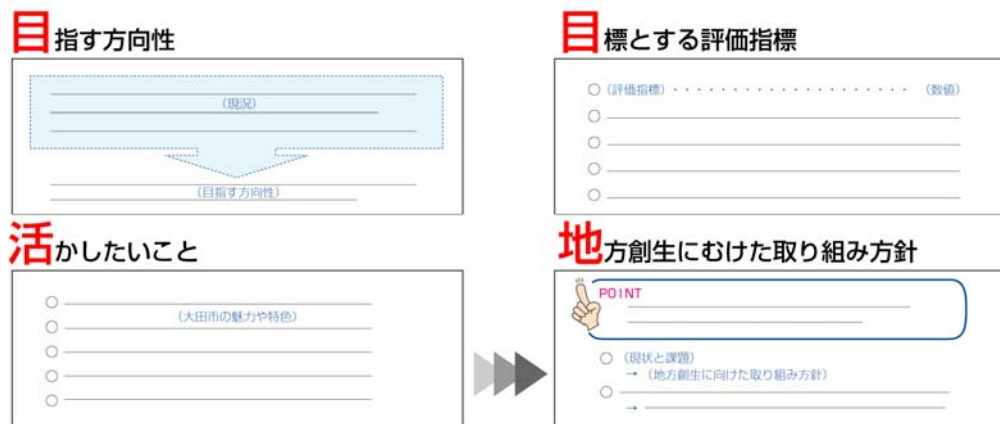 目指す方向性
(現況)
(目指す方向性)
目標とする評価指標
○ (評価指標)・・・・・・・・・・・・・・・・・・・・ (数値)
○
○
○
○
活かしたいこと
○
(大田市の魅力や特色)
○
○
○
○
地方創生にむけた取り組み方針
POINT
○ (現状と課題)
→ (地方創生に向けた取り組み方針)
○
→